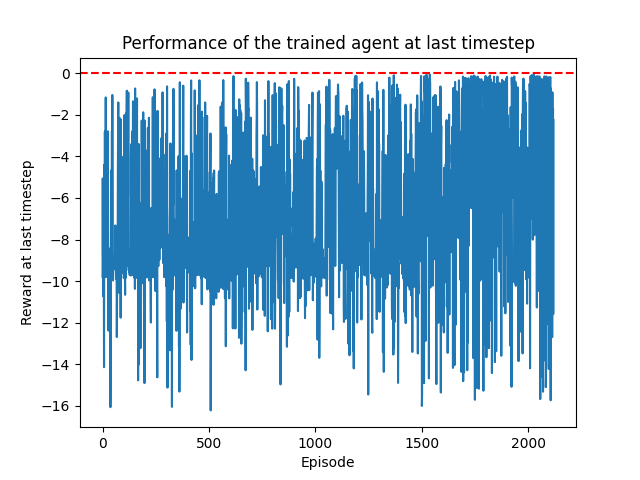 Performance of the trained agent at last timestep
Reward at last timestep
0
−2
−4
−6
−8
−10
−12
−14
−16
0 500 1000 1500 2000
Episode